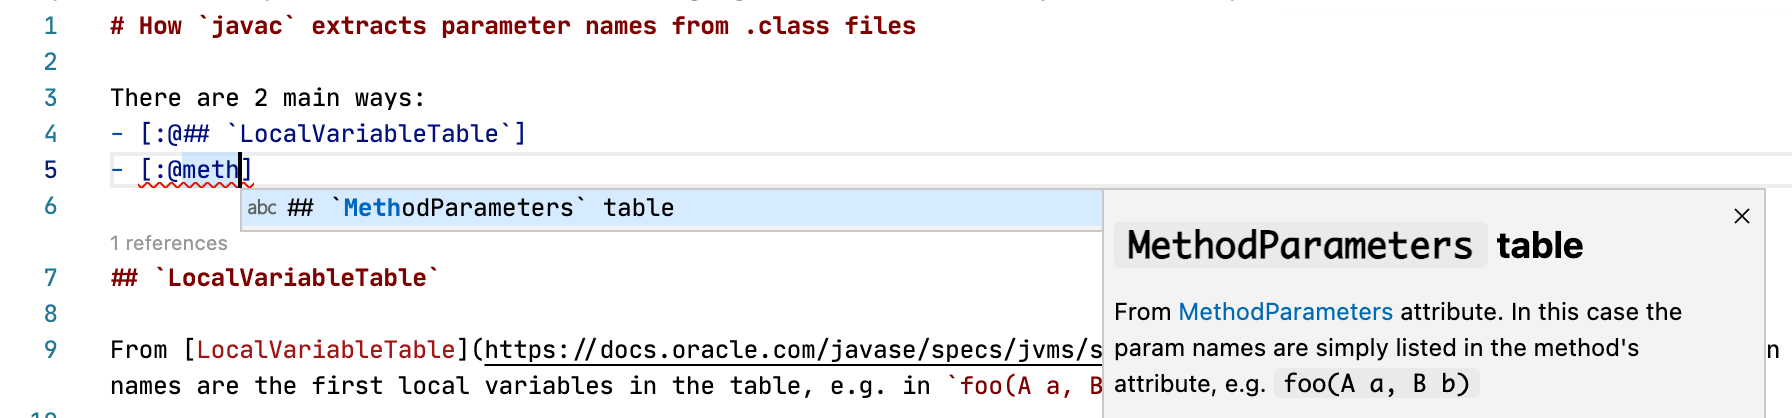 1 # How `javac` extracts parameter names from .class files
2
3 There are 2 main ways:
4 - [:@## `LocalVariableTable`]
5 - [:@meth]
abc ## `MethodParameters` table
6
1 references
7 ## `LocalVariableTable`
8
9 From [LocalVariableTable](https://docs.oracle.com/javase/specs/jvms/s
names are the first local variables in the table, e.g. in `foo(A a, B
MethodParameters table
From MethodParameters attribute. In this case the
param names are simply listed in the method's
attribute, e.g. foo(A a, B b)
n